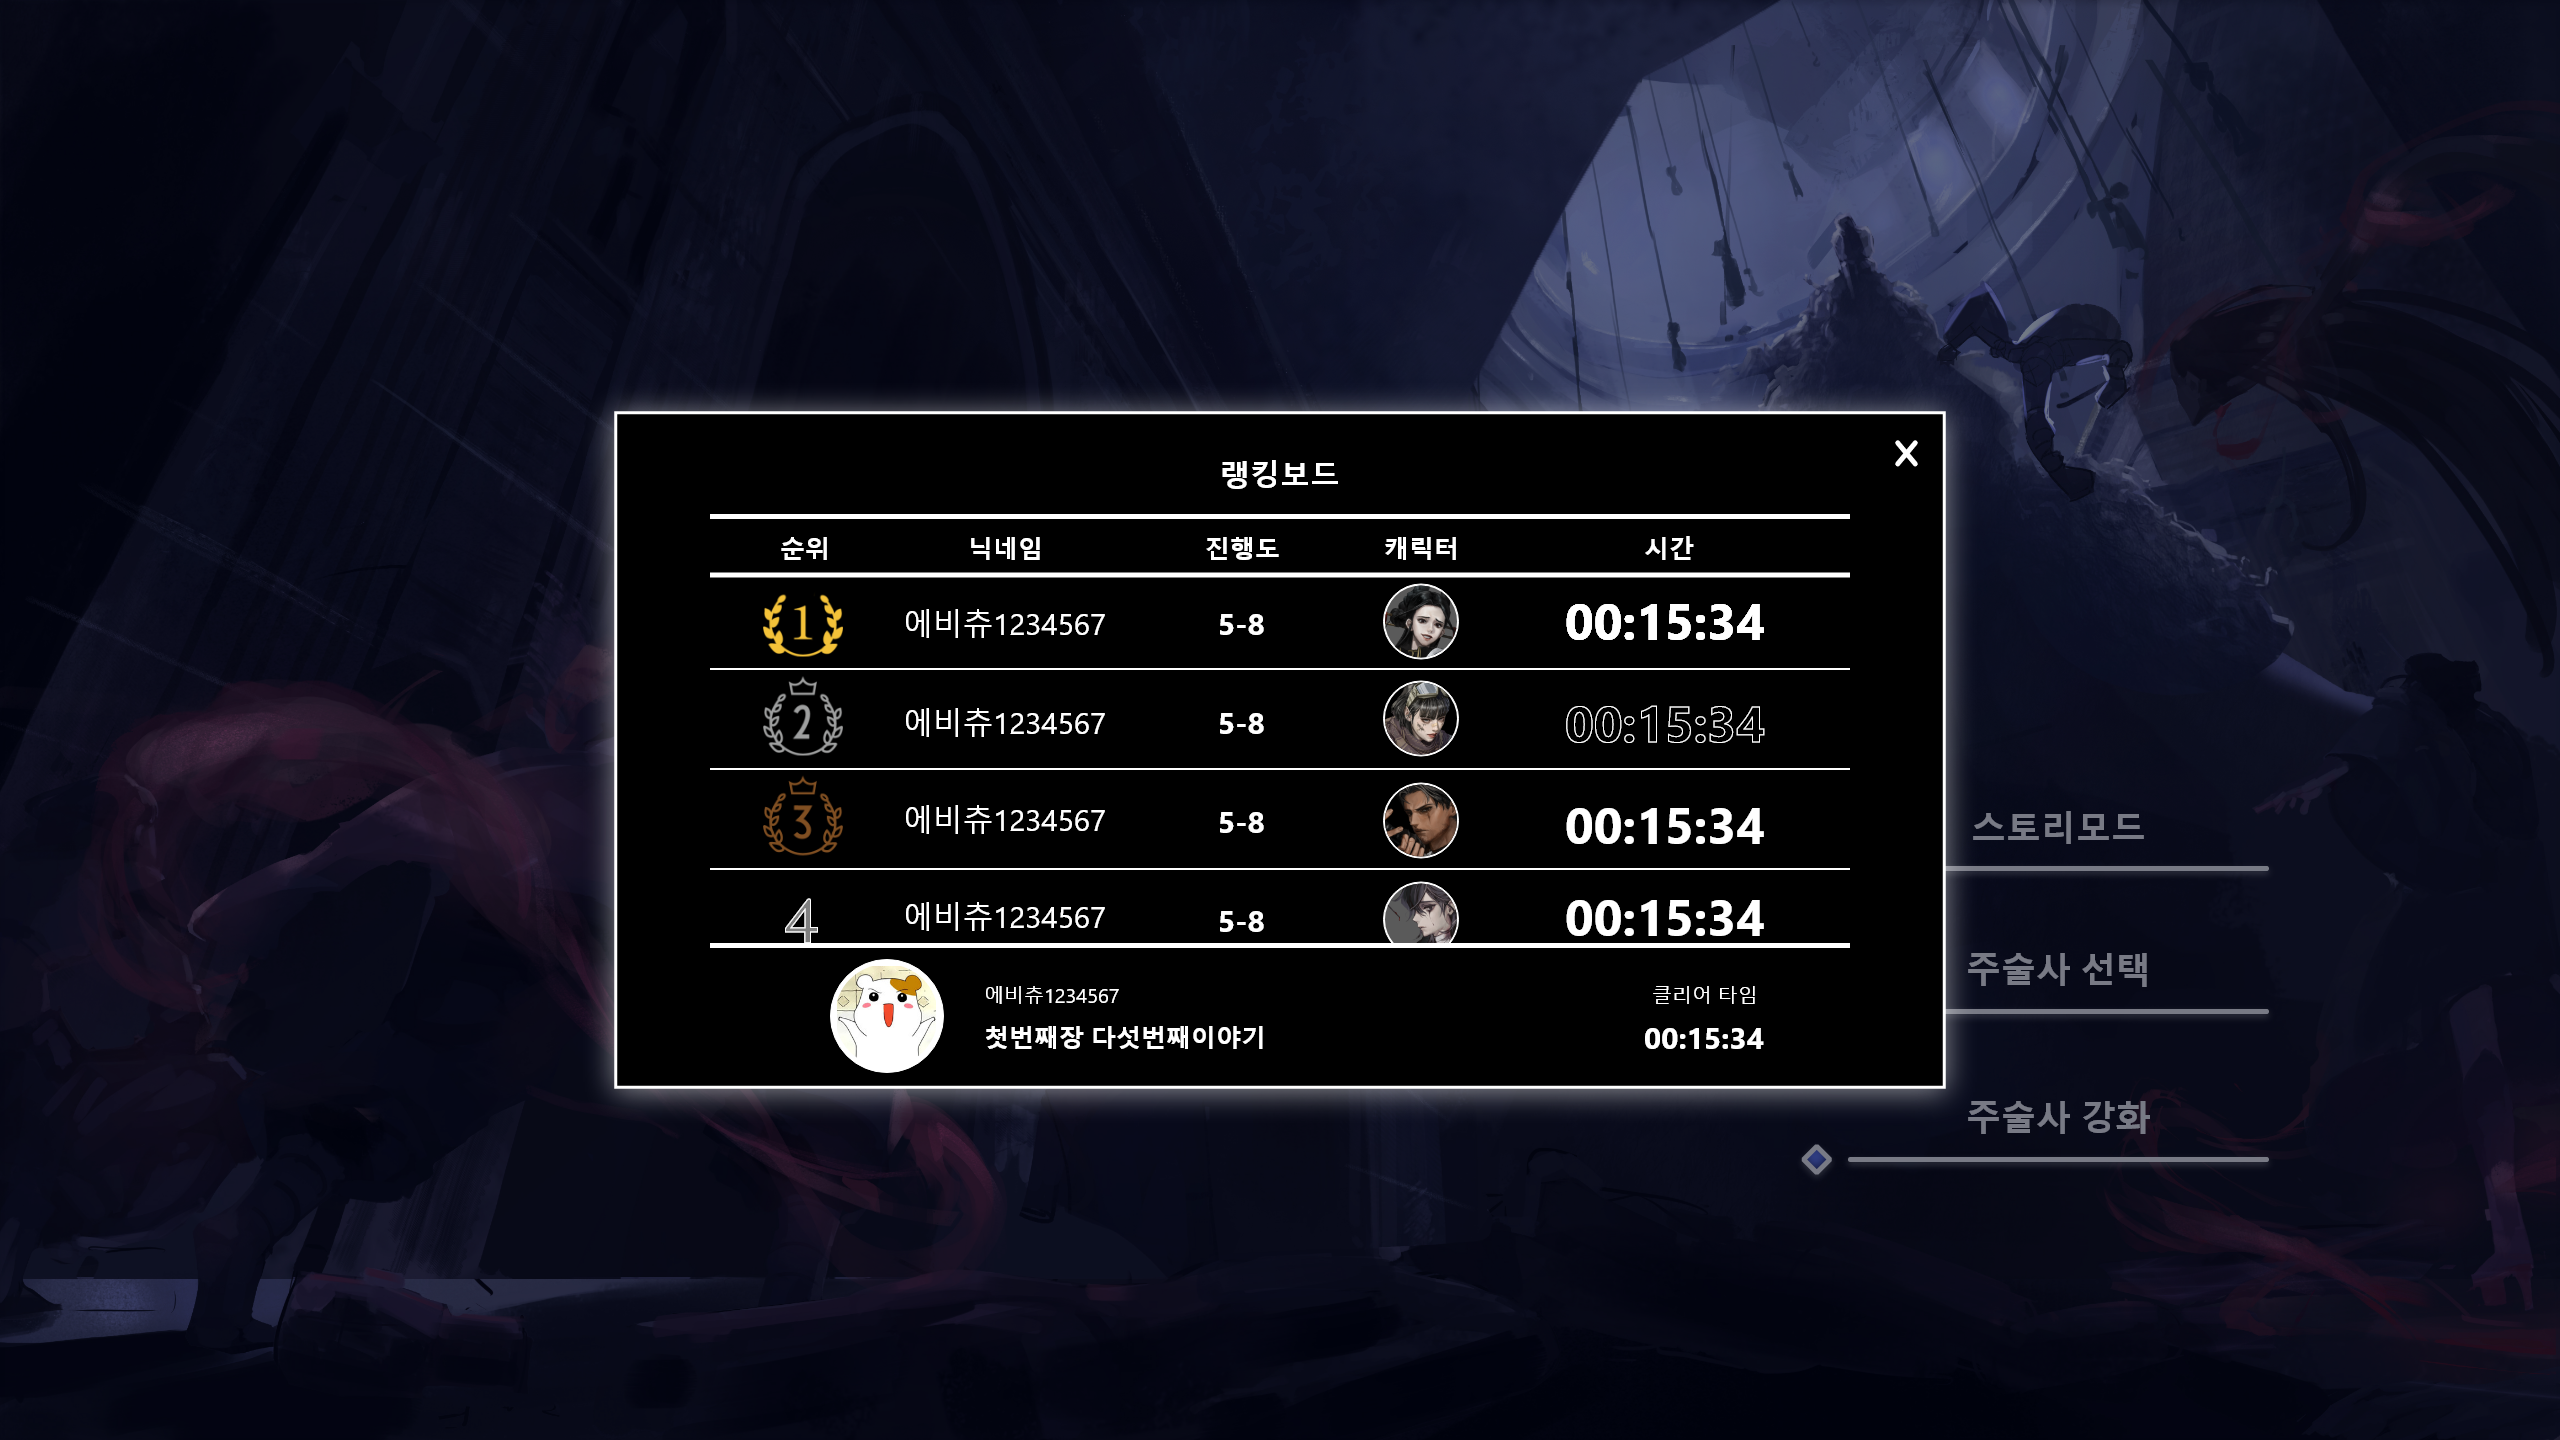 X
랭킹보드
순위 닉네임 진행도 캐릭터 시간
1 에비츄1234567 5-8 00:15:34
2 에비츄1234567 5-8 00:15:34
3 에비츄1234567 5-8 00:15:34
4 에비츄1234567 5-8 00:15:34
에비츄1234567 클리어 타임
첫번째장 다섯번째이야기 00:15:34
스토리모드
주술사 선택
주술사 강화